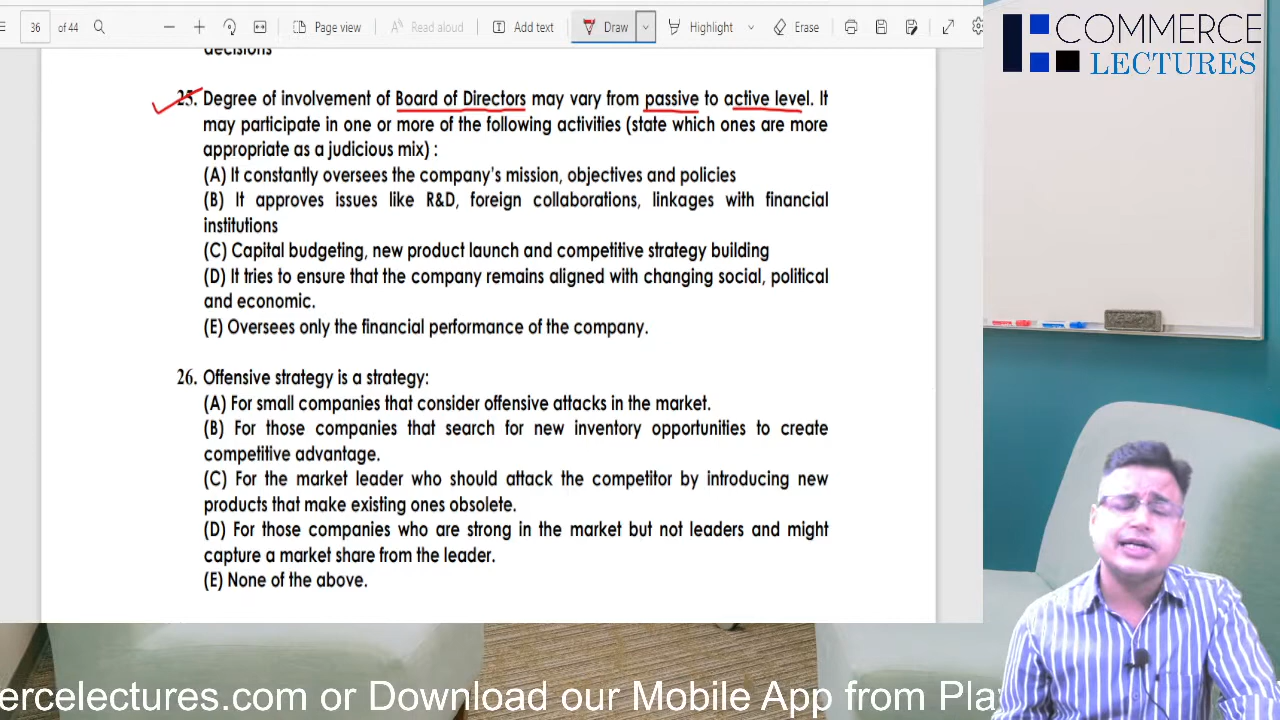 36 of 44 Page view Read aloud Add text Draw Highlight Erase
COMMERCE
LECTURES
decisions
25. Degree of involvement of Board of Directors may vary from passive to active level. It
may participate in one or more of the following activities (state which ones are more
appropriate as a judicious mix) :
(A) It constantly oversees the company's mission, objectives and policies
(B) It approves issues like R&D, foreign collaborations, linkages with financial
institutions
(C) Capital budgeting, new product launch and competitive strategy building
(D) It tries to ensure that the company remains aligned with changing social, political
and economic.
(E) Oversees only the financial performance of the company.
26. Offensive strategy is a strategy:
(A) For small companies that consider offensive attacks in the market.
(B) For those companies that search for new inventory opportunities to create
competitive advantage.
(C) For the market leader who should attack the competitor by introducing new
products that make existing ones obsolete.
(D) For those companies who are strong in the market but not leaders and might
capture a market share from the leader.
(E) None of the above.
ercelectures.com or Download our Mobile App from Pla